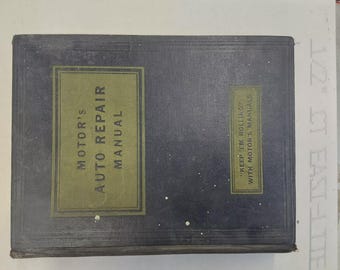 MOTOR's
AUTO REPAIR
MANUAL
"KEEP 'EM ROLLING"
WITH MOTOR'S MANUALS